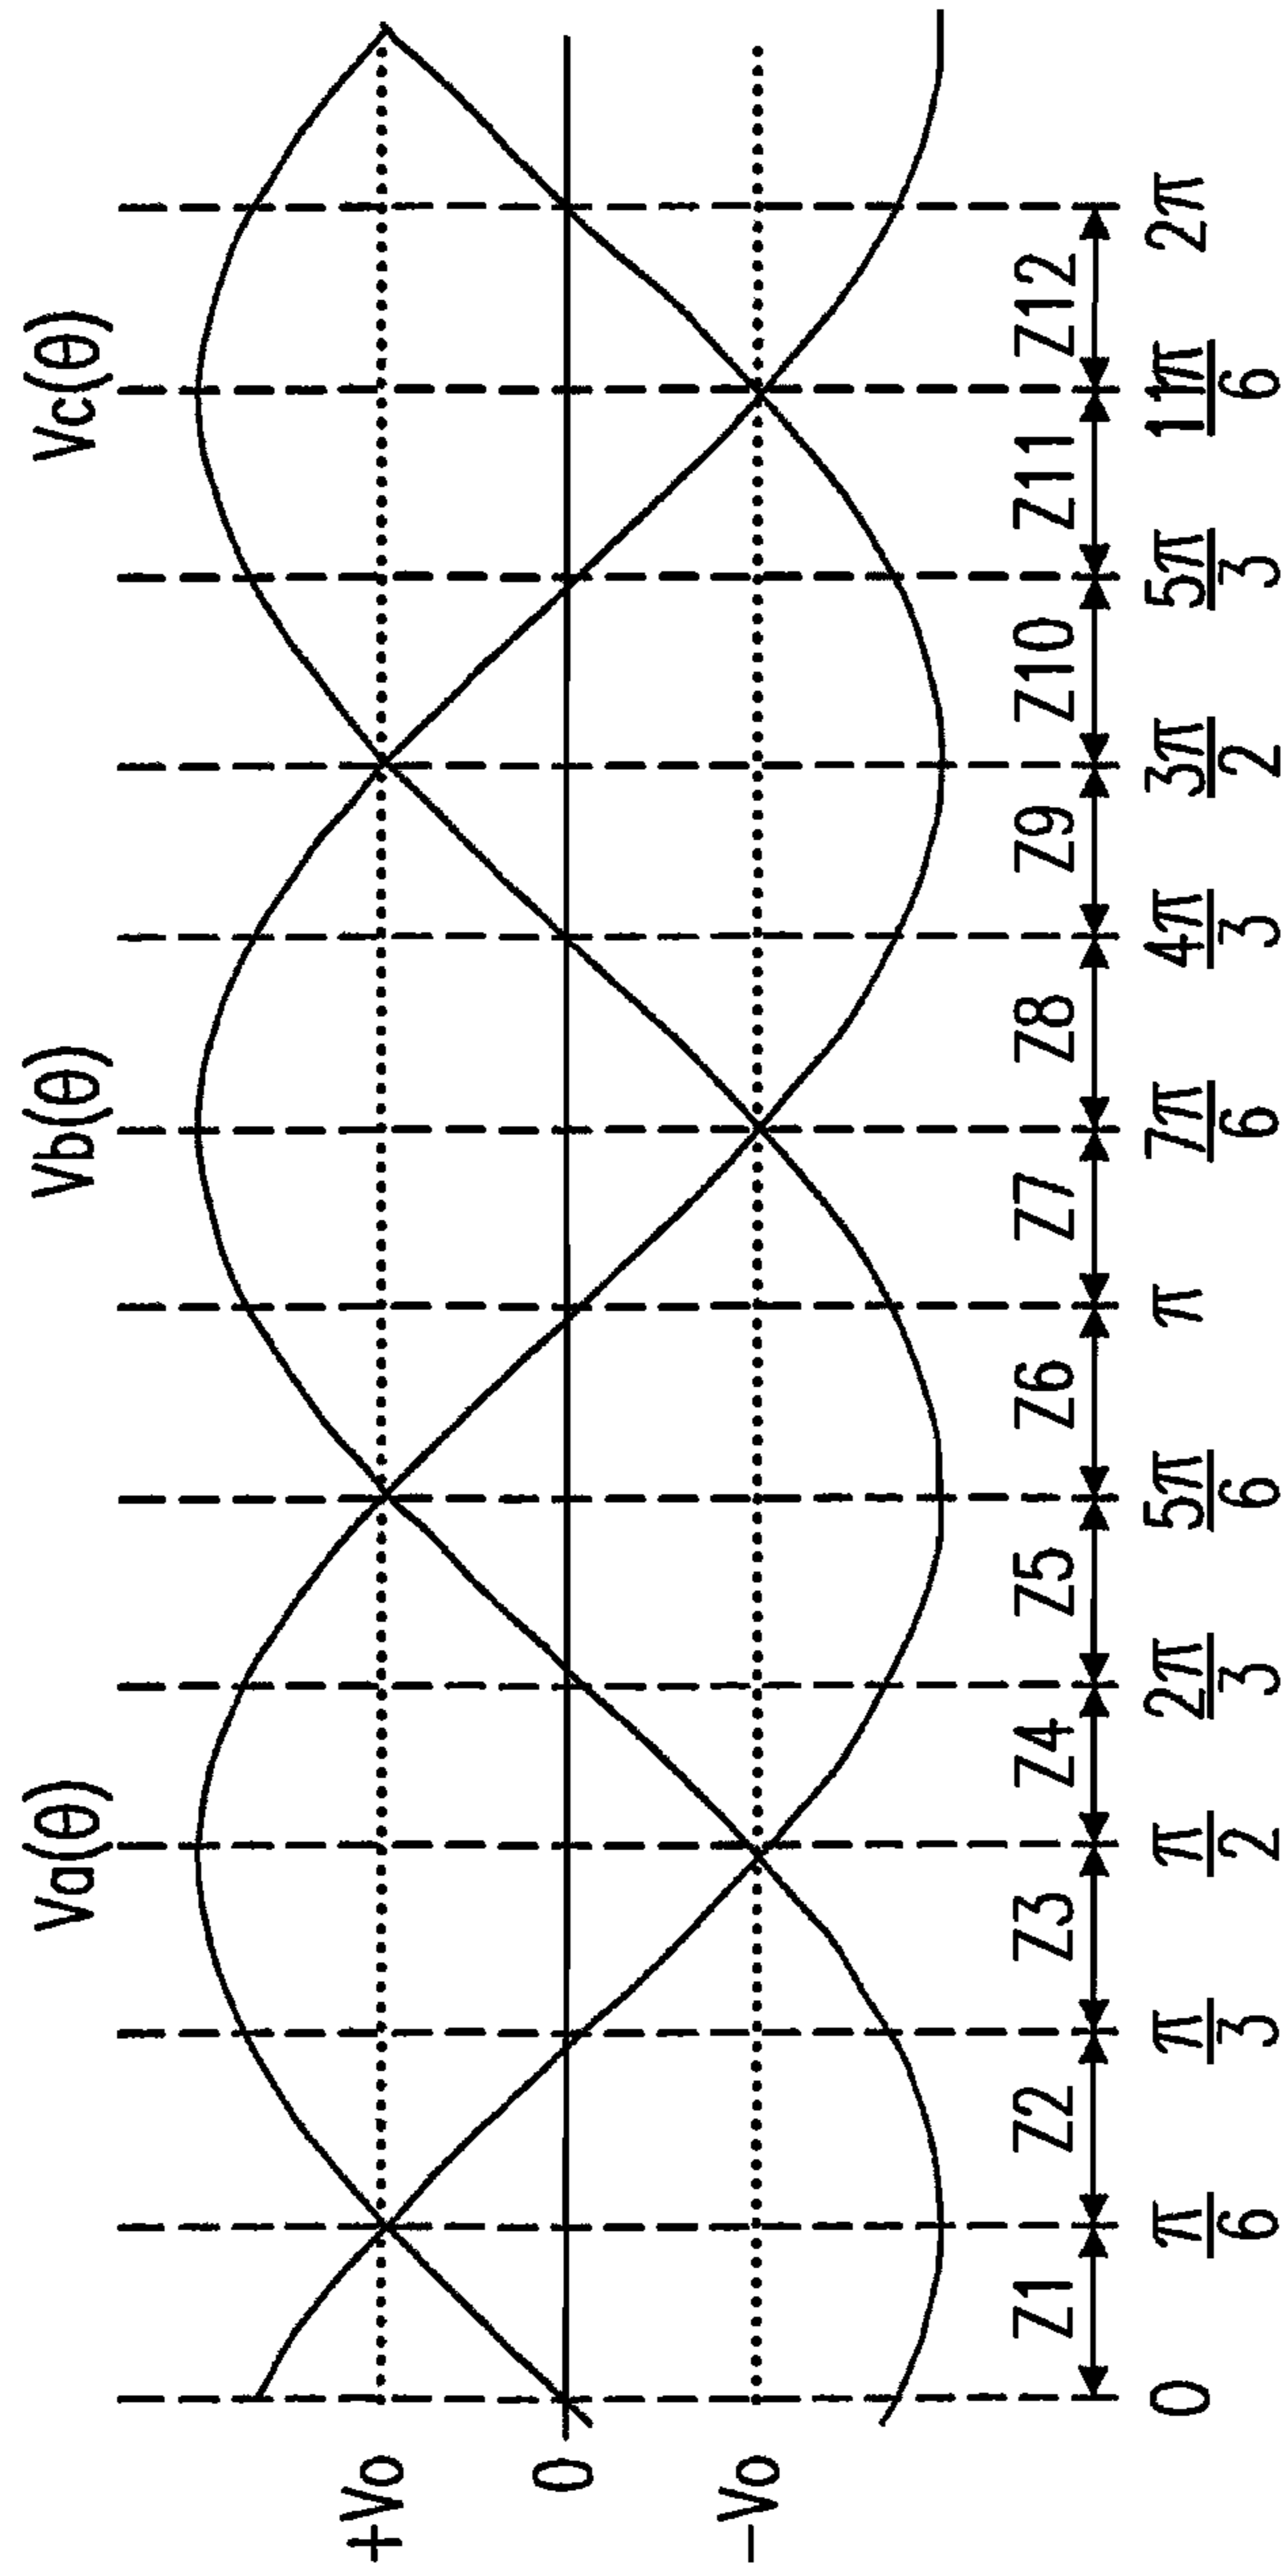 Va(θ) Vb(θ) Vc(θ)
+Vo
0
−Vo
Z1 Z2 Z3 Z4 Z5 Z6 Z7 Z8 Z9 Z10 Z11 Z12
0 π/6 π/3 π/2 2π/3 5π/6 π 7π/6 4π/3 3π/2 5π/3 11π/6 2π